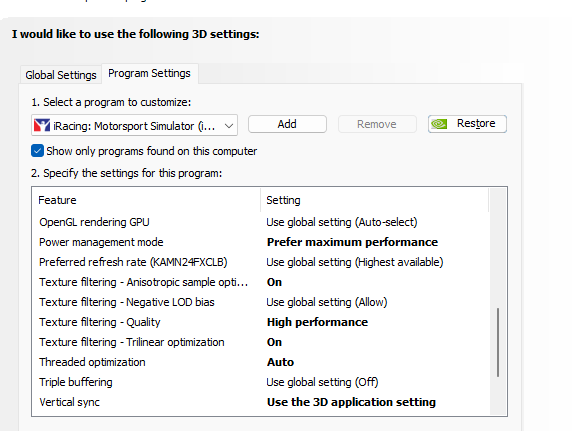 I would like to use the following 3D settings:
Global Settings Program Settings
1. Select a program to customize:
iRacing: Motorsport Simulator (i... Add Remove Restore
Show only programs found on this computer
2. Specify the settings for this program:
Feature Setting
OpenGL rendering GPU Use global setting (Auto-select)
Power management mode Prefer maximum performance
Preferred refresh rate (KAMN24FXCLB) Use global setting (Highest available)
Texture filtering - Anisotropic sample opti... On
Texture filtering - Negative LOD bias Use global setting (Allow)
Texture filtering - Quality High performance
Texture filtering - Trilinear optimization On
Threaded optimization Auto
Triple buffering Use global setting (Off)
Vertical sync Use the 3D application setting